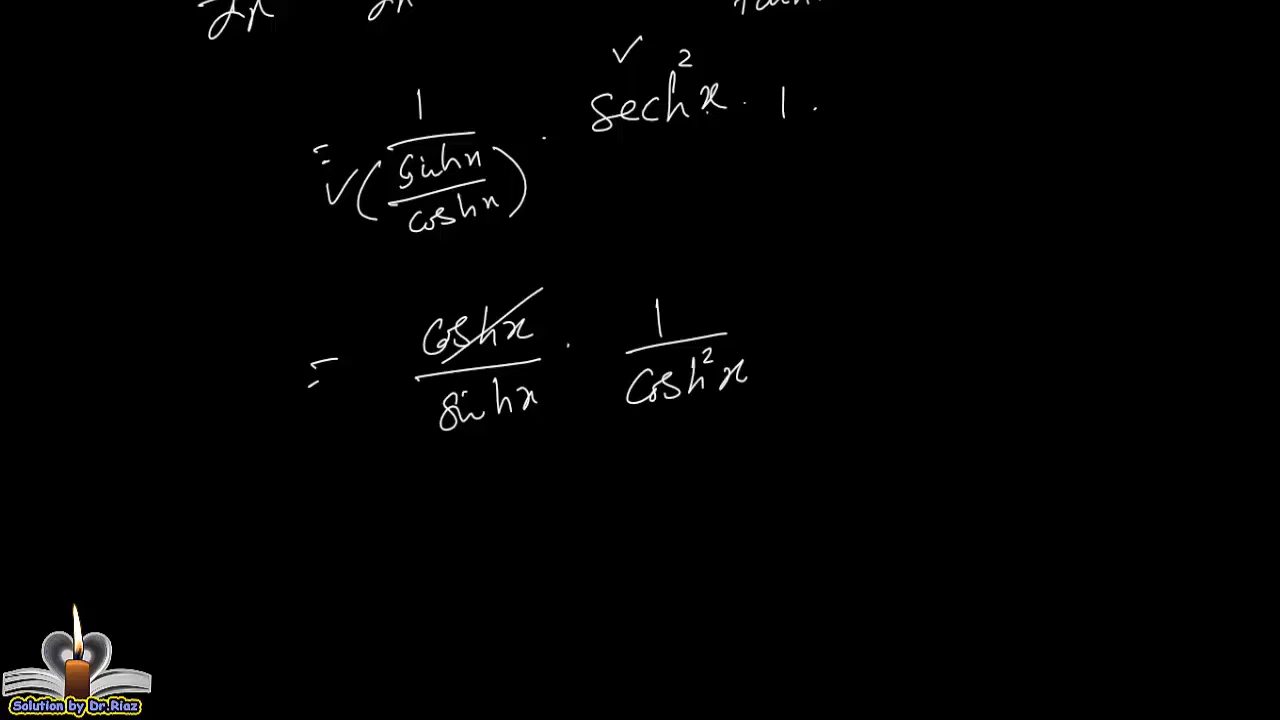 = 1/(sinhx/coshx) · sech²x · 1 .
= coshx/sinhx · 1/cosh²x
Solution by Dr.Riaz